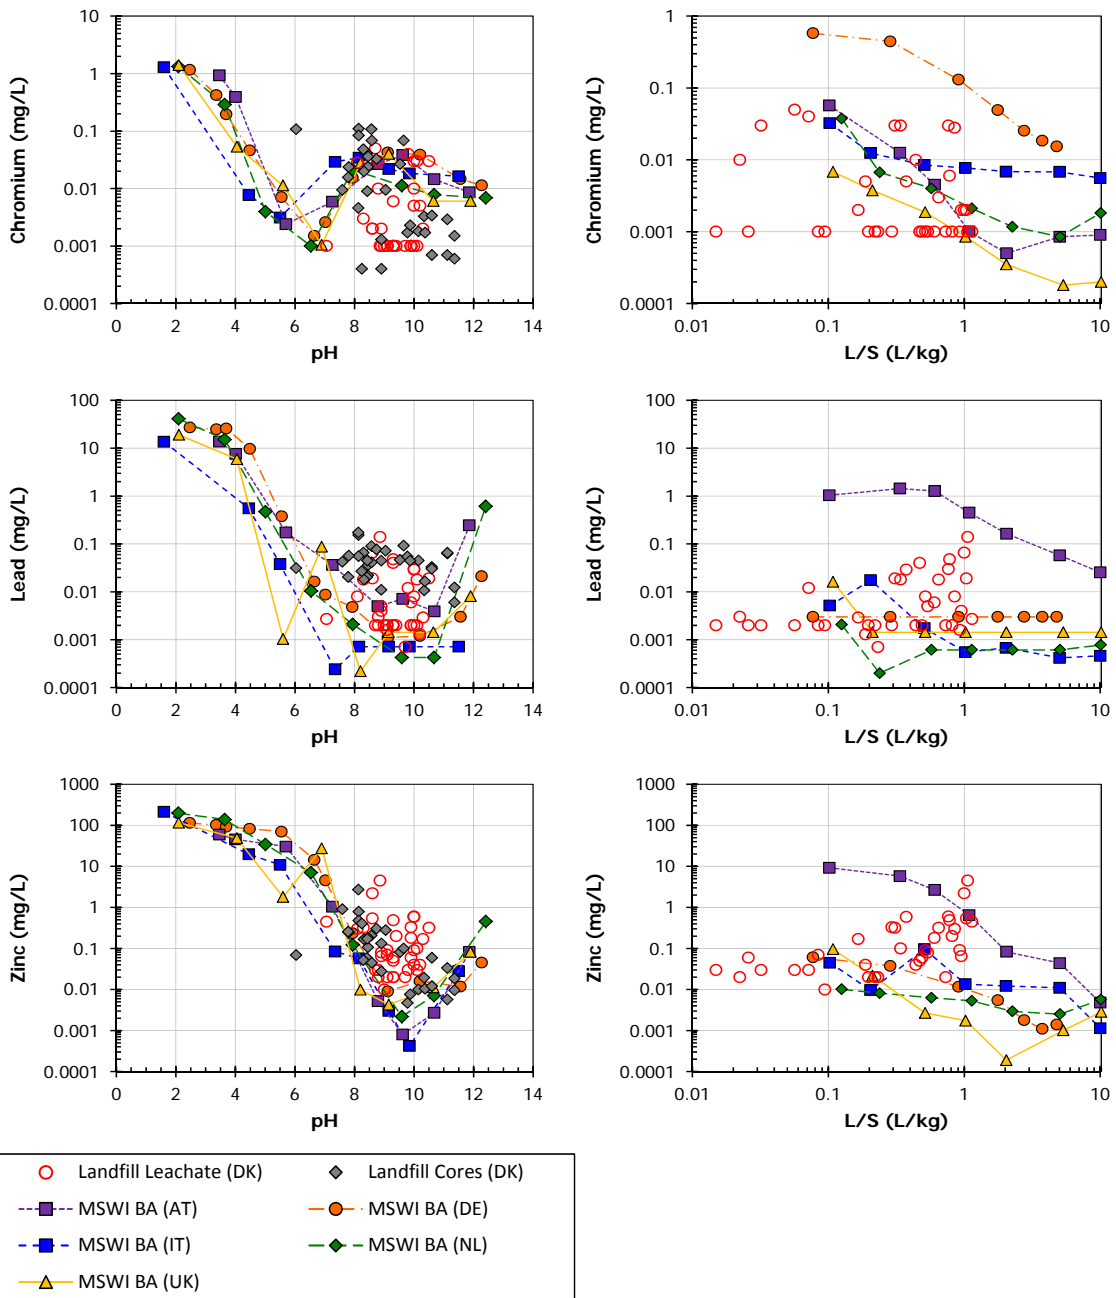 10
1
0.1
0.01
0.001
0.0001
Chromium (mg/L)
0 2 4 6 8 10 12 14
pH
1
0.1
0.01
0.001
0.0001
Chromium (mg/L)
0.01 0.1 1 10
L/S (L/kg)
100
10
1
0.1
0.01
0.001
0.0001
Lead (mg/L)
0 2 4 6 8 10 12 14
pH
100
10
1
0.1
0.01
0.001
0.0001
Lead (mg/L)
0.01 0.1 1 10
L/S (L/kg)
1000
100
10
1
0.1
0.01
0.001
0.0001
Zinc (mg/L)
0 2 4 6 8 10 12 14
pH
1000
100
10
1
0.1
0.01
0.001
0.0001
Zinc (mg/L)
0.01 0.1 1 10
L/S (L/kg)
Landfill Leachate (DK) Landfill Cores (DK)
MSWI BA (AT) MSWI BA (DE)
MSWI BA (IT) MSWI BA (NL)
MSWI BA (UK)